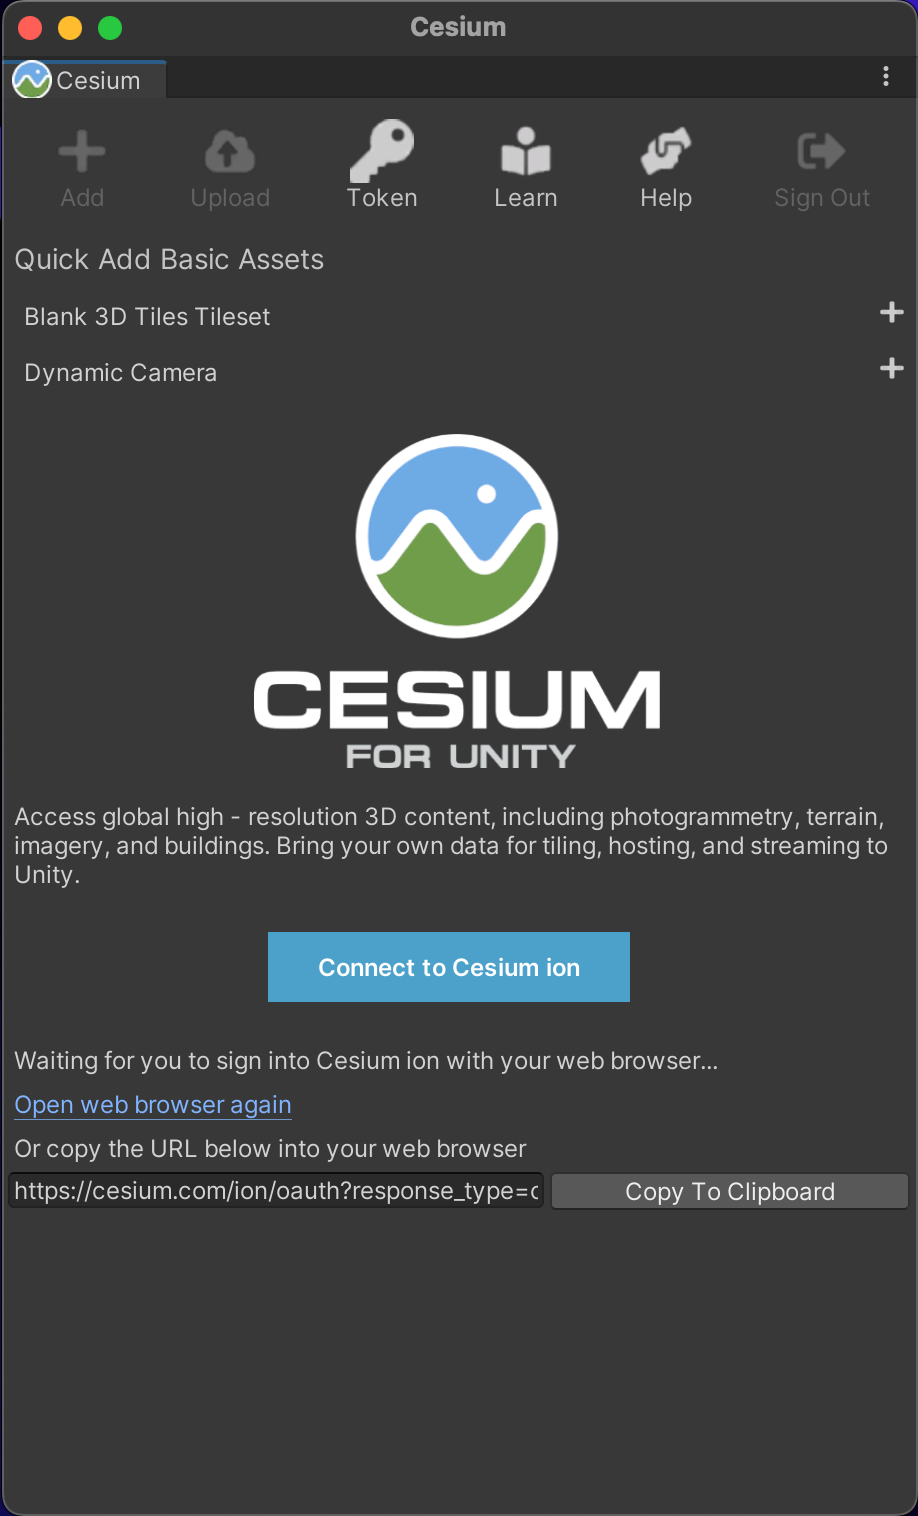 Cesium
Cesium
Add
Upload
Token
Learn
Help
Sign Out
Quick Add Basic Assets
Blank 3D Tiles Tileset
Dynamic Camera
CESIUM
FOR UNITY
Access global high - resolution 3D content, including photogrammetry, terrain,
imagery, and buildings. Bring your own data for tiling, hosting, and streaming to
Unity.
Connect to Cesium ion
Waiting for you to sign into Cesium ion with your web browser...
Open web browser again
Or copy the URL below into your web browser
https://cesium.com/ion/oauth?response_type=c
Copy To Clipboard